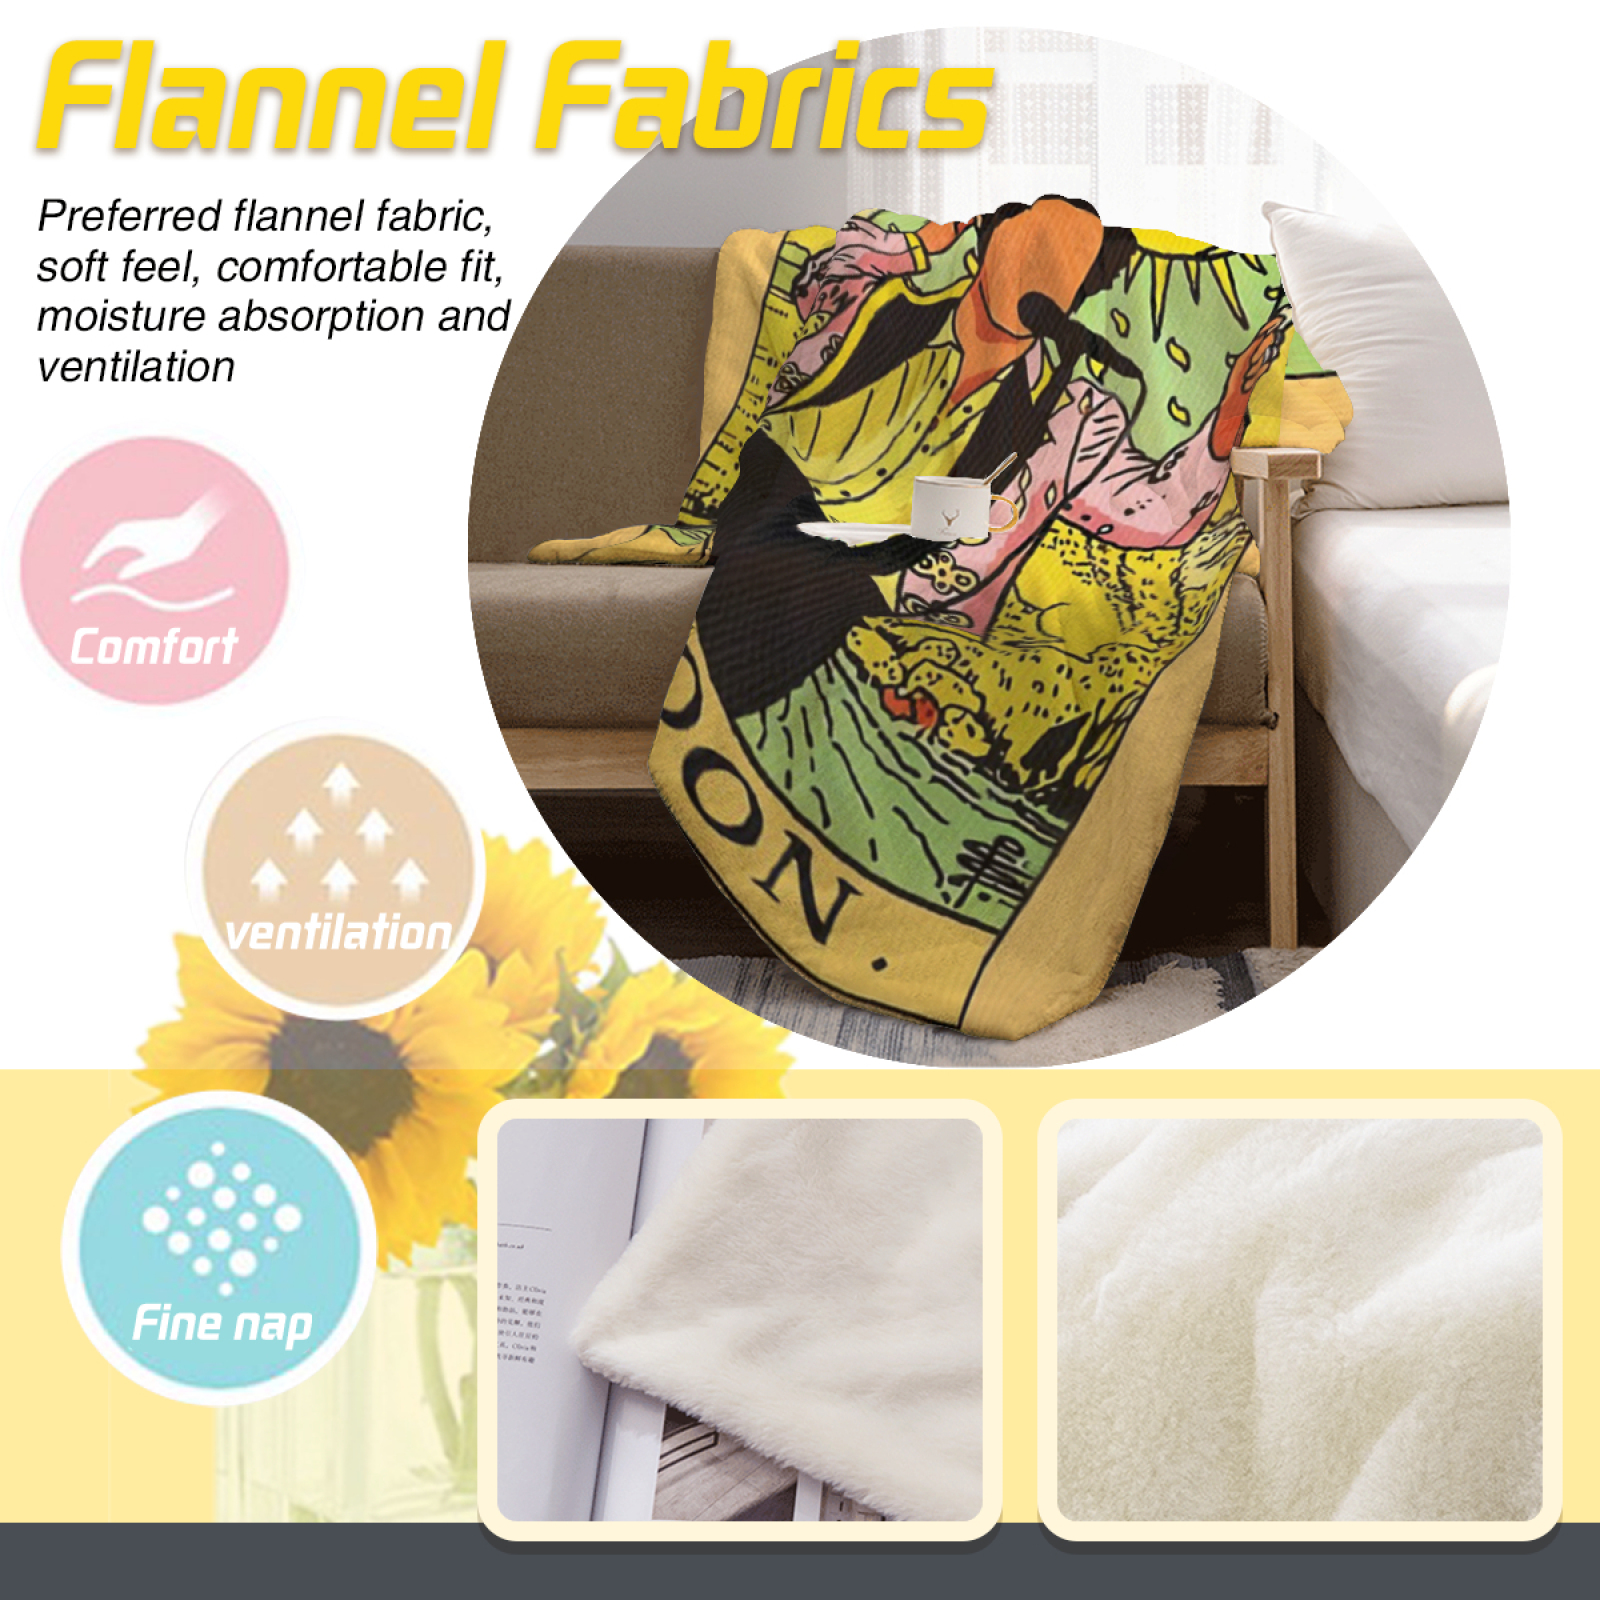 Flannel Fabrics
Preferred flannel fabric,
soft feel, comfortable fit,
moisture absorption and
ventilation
Comfort
ventilation
Fine nap
OON .